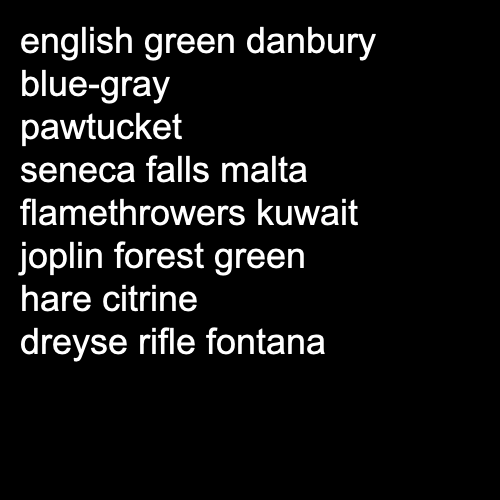 english green danbury
blue-gray
pawtucket
seneca falls malta
flamethrowers kuwait
joplin forest green
hare citrine
dreyse rifle fontana